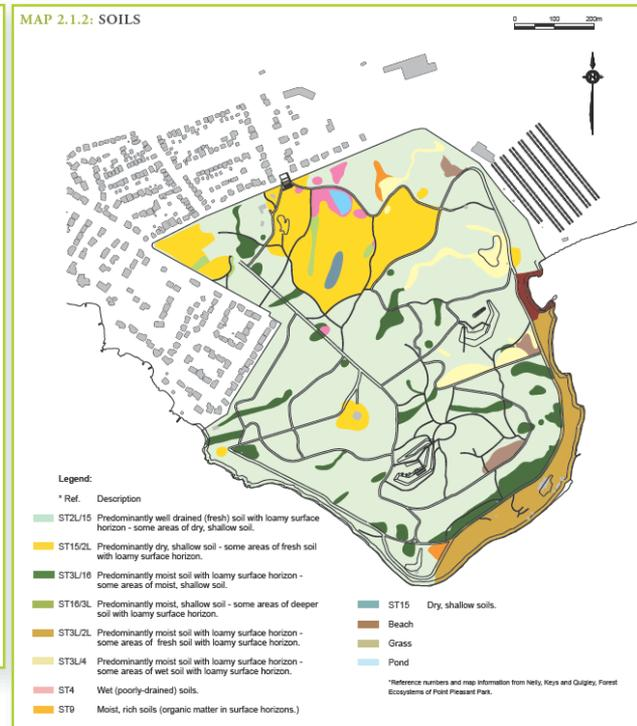 MAP 2.1.2: SOILS
0 100 200m
N
Legend:
* Ref. Description
ST2L/15 Predominantly well drained (fresh) soil with loamy surface
horizon - some areas of dry, shallow soil.
ST15/2L Predominantly dry, shallow soil - some areas of fresh soil
with loamy surface horizon.
ST3L/16 Predominantly moist soil with loamy surface horizon -
some areas of moist, shallow soil.
ST16/3L Predominantly moist, shallow soil - some areas of deeper
soil with loamy surface horizon.
ST3L/2L Predominantly moist soil with loamy surface horizon -
some areas of fresh soil with loamy surface horizon.
ST3L/4 Predominantly moist soil with loamy surface horizon -
some areas of wet soil with loamy surface horizon.
ST4 Wet (poorly-drained) soils.
ST9 Moist, rich soils (organic matter in surface horizons.)
ST15 Dry, shallow soils.
Beach
Grass
Pond
*Reference numbers and map information from Neily, Keys and Quigley, Forest
Ecosystems of Point Pleasant Park.